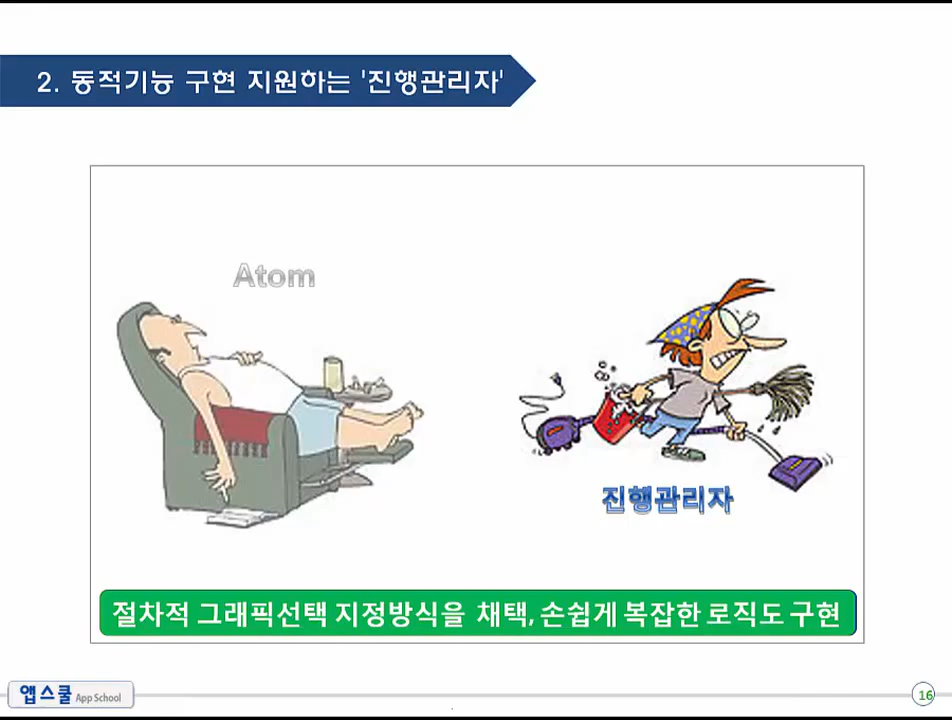 2. 동적기능 구현 지원하는 '진행관리자'
Atom
진행관리자
절차적 그래픽선택 지정방식을 채택, 손쉽게 복잡한 로직도 구현
앱스쿨 App School
16